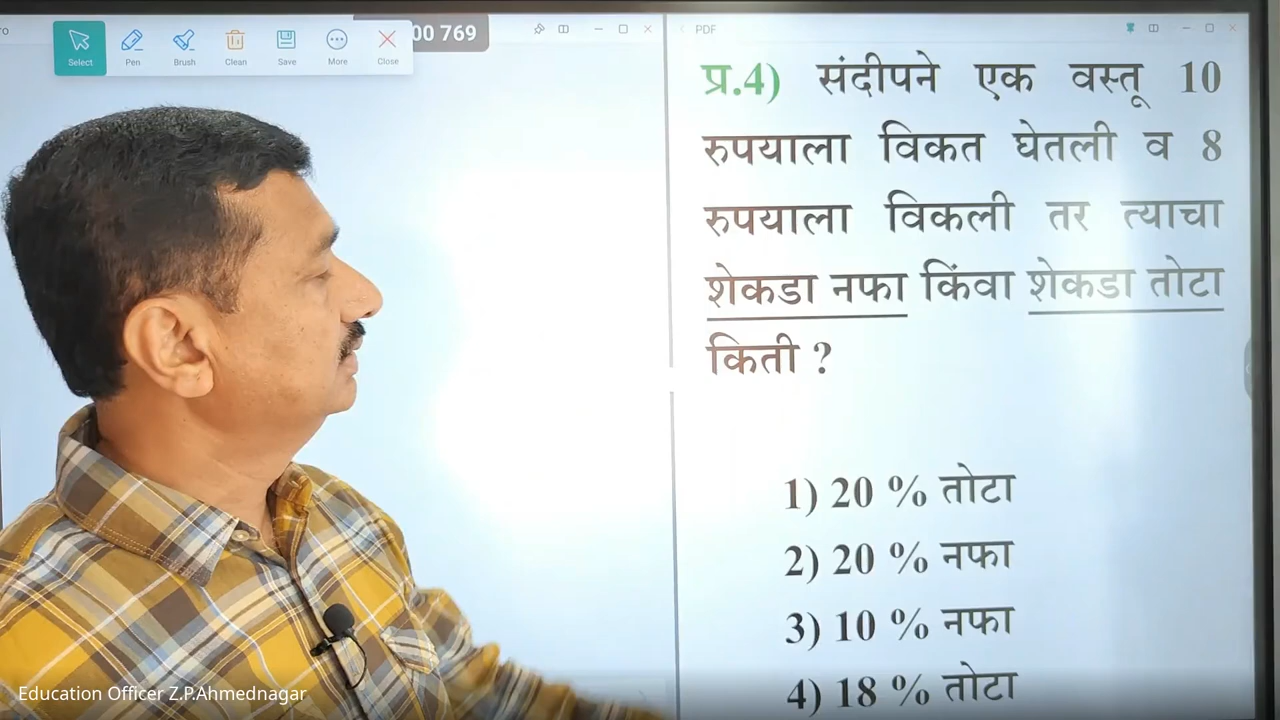 00 769
Select
Pen
Brush
Clean
Save
More
Close
PDF
प्र.4) संदीपने एक वस्तू 10
रुपयाला विकत घेतली व 8
रुपयाला विकली तर त्याचा
शेकडा नफा किंवा शेकडा तोटा
किती ?
1) 20 % तोटा
2) 20 % नफा
3) 10 % नफा
4) 18 % तोटा
Education Officer Z.P.Ahmednagar